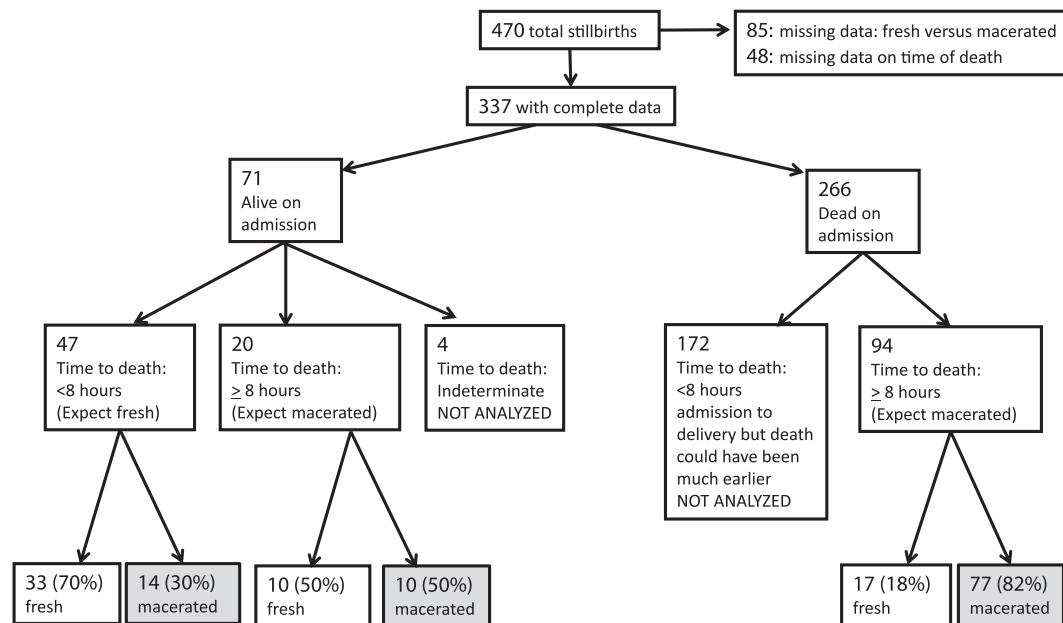 470 total stillbirths
85: missing data: fresh versus macerated
48: missing data on time of death
337 with complete data
71
Alive on
admission
266
Dead on
admission
47
Time to death:
<8 hours
(Expect fresh)
20
Time to death:
≥ 8 hours
(Expect macerated)
4
Time to death:
Indeterminate
NOT ANALYZED
172
Time to death:
<8 hours
admission to
delivery but death
could have been
much earlier
NOT ANALYZED
94
Time to death:
≥ 8 hours
(Expect macerated)
33 (70%)
fresh
14 (30%)
macerated
10 (50%)
fresh
10 (50%)
macerated
17 (18%)
fresh
77 (82%)
macerated